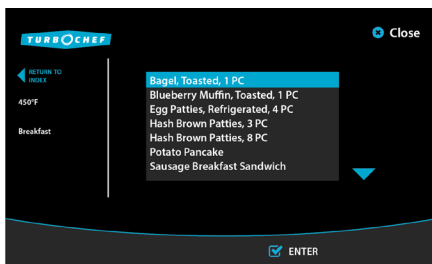 TURBOCHEF
Close
RETURN TO
INDEX
450°F
Breakfast
Bagel, Toasted, 1 PC
Blueberry Muffin, Toasted, 1 PC
Egg Patties, Refrigerated, 4 PC
Hash Brown Patties, 3 PC
Hash Brown Patties, 8 PC
Potato Pancake
Sausage Breakfast Sandwich
ENTER